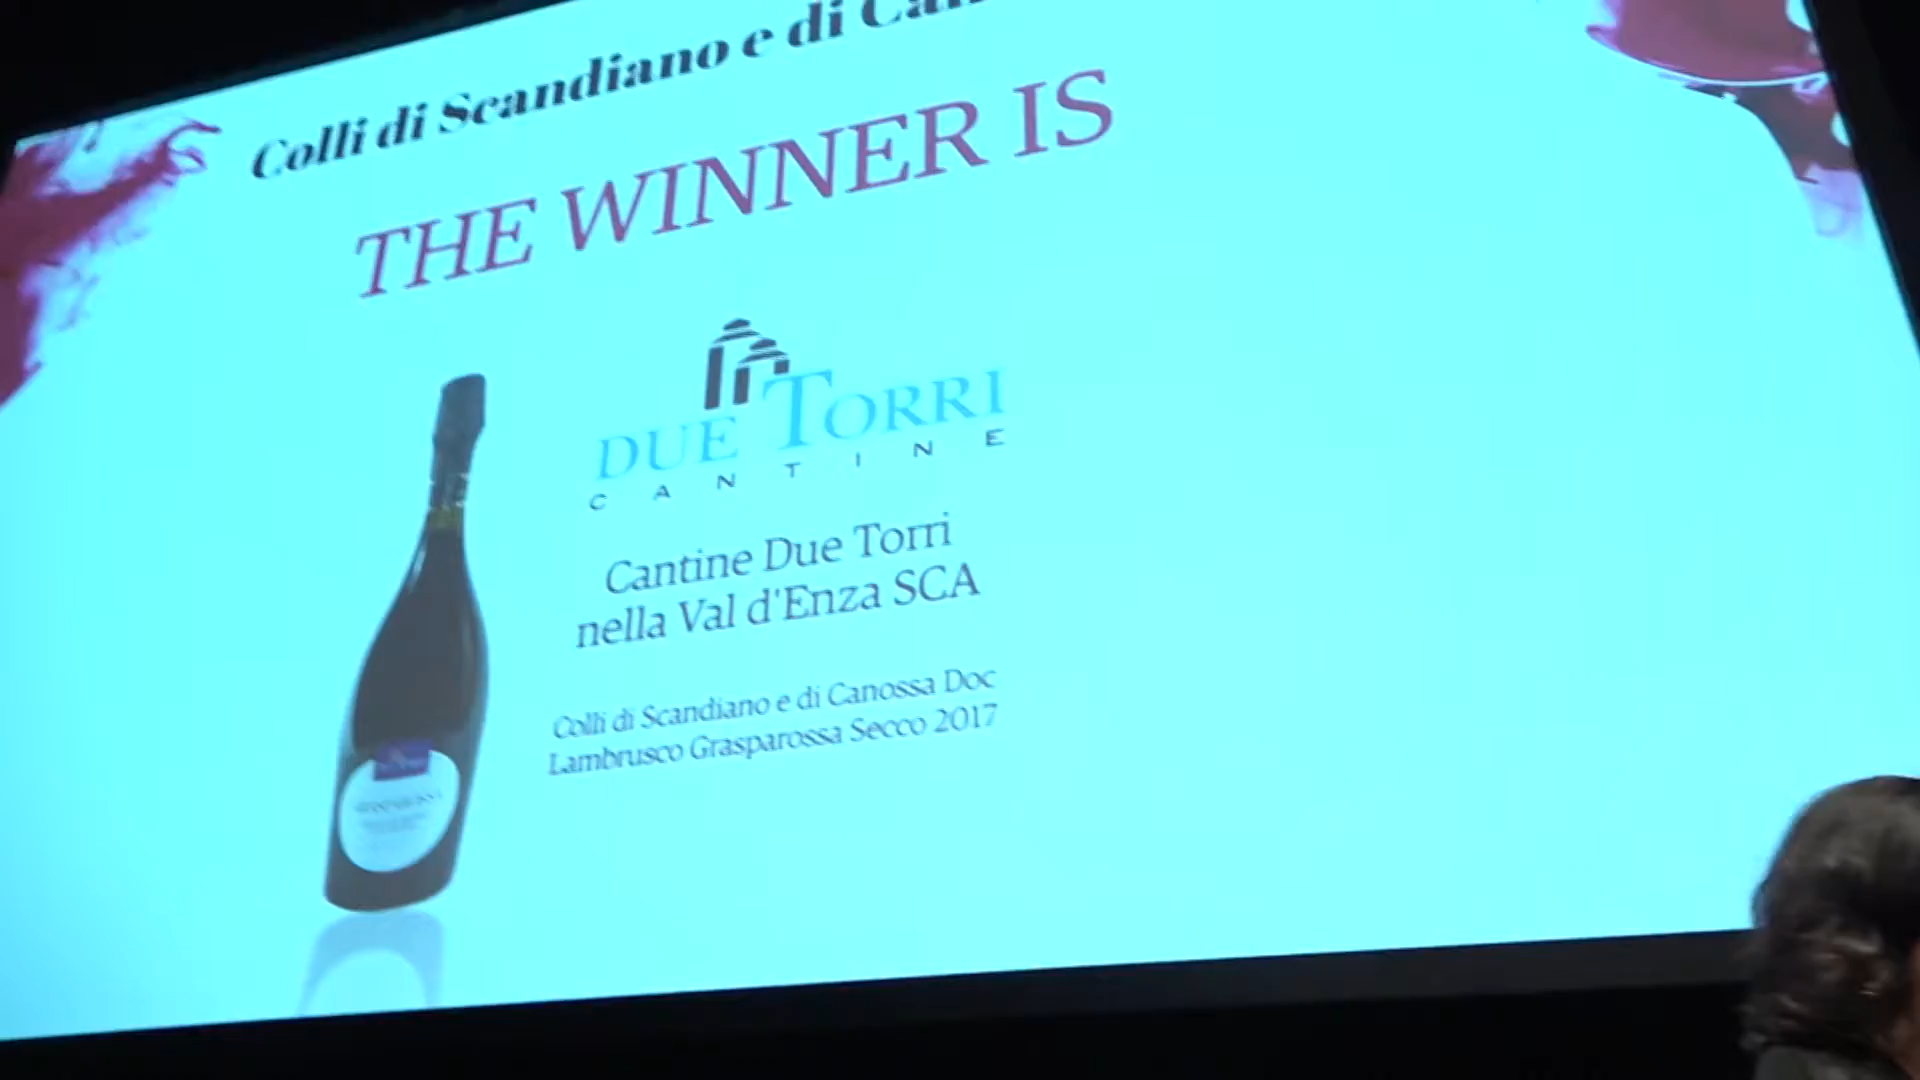 Colli di Scandiano e di
THE WINNER IS
DUE TORRI
CANTINE
Cantine Due Torri
nella Val d'Enza SCA
Colli di Scandiano e di Canossa Doc
Lambrusco Grasparossa Secco 2017